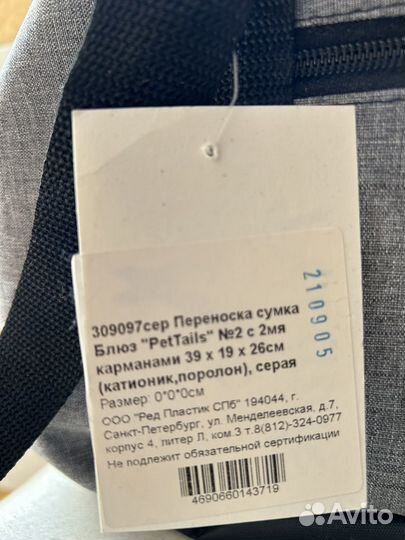 309097сер Переноска сумка
Блюз "PetTails" №2 с 2мя
карманами 39 х 19 х 26см
(катионик,поролон), серая
Размер: 0*0*0см
ООО "Ред Пластик СПб" 194044, г.
Санкт-Петербург, ул. Менделеевская, д.7,
корпус 4, литер Л, ком.3 т.8(812)-324-0977
Не подлежит обязательной сертификации
4690660143719
210905
Avito